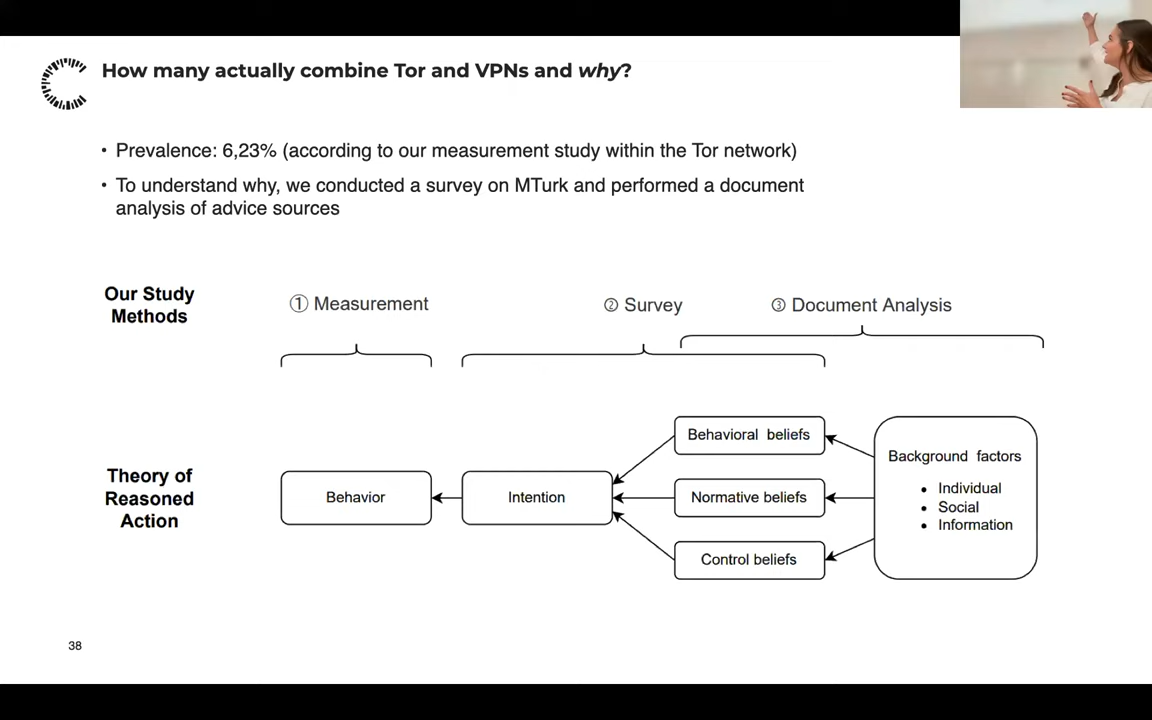 How many actually combine Tor and VPNs and why?
• Prevalence: 6,23% (according to our measurement study within the Tor network)
• To understand why, we conducted a survey on MTurk and performed a document
analysis of advice sources
Our Study
Methods
① Measurement
② Survey
③ Document Analysis
Theory of
Reasoned
Action
Behavior
Intention
Behavioral beliefs
Normative beliefs
Control beliefs
Background factors
• Individual
• Social
• Information
38